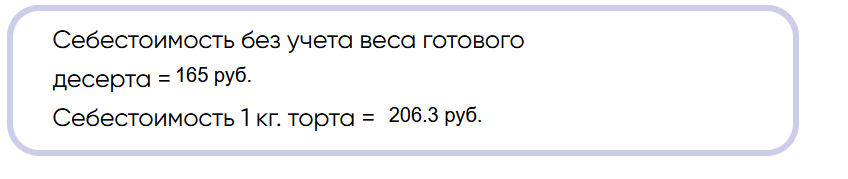 Себестоимость без учета веса готового
десерта = 165 руб.
Себестоимость 1 кг. торта = 206.3 руб.